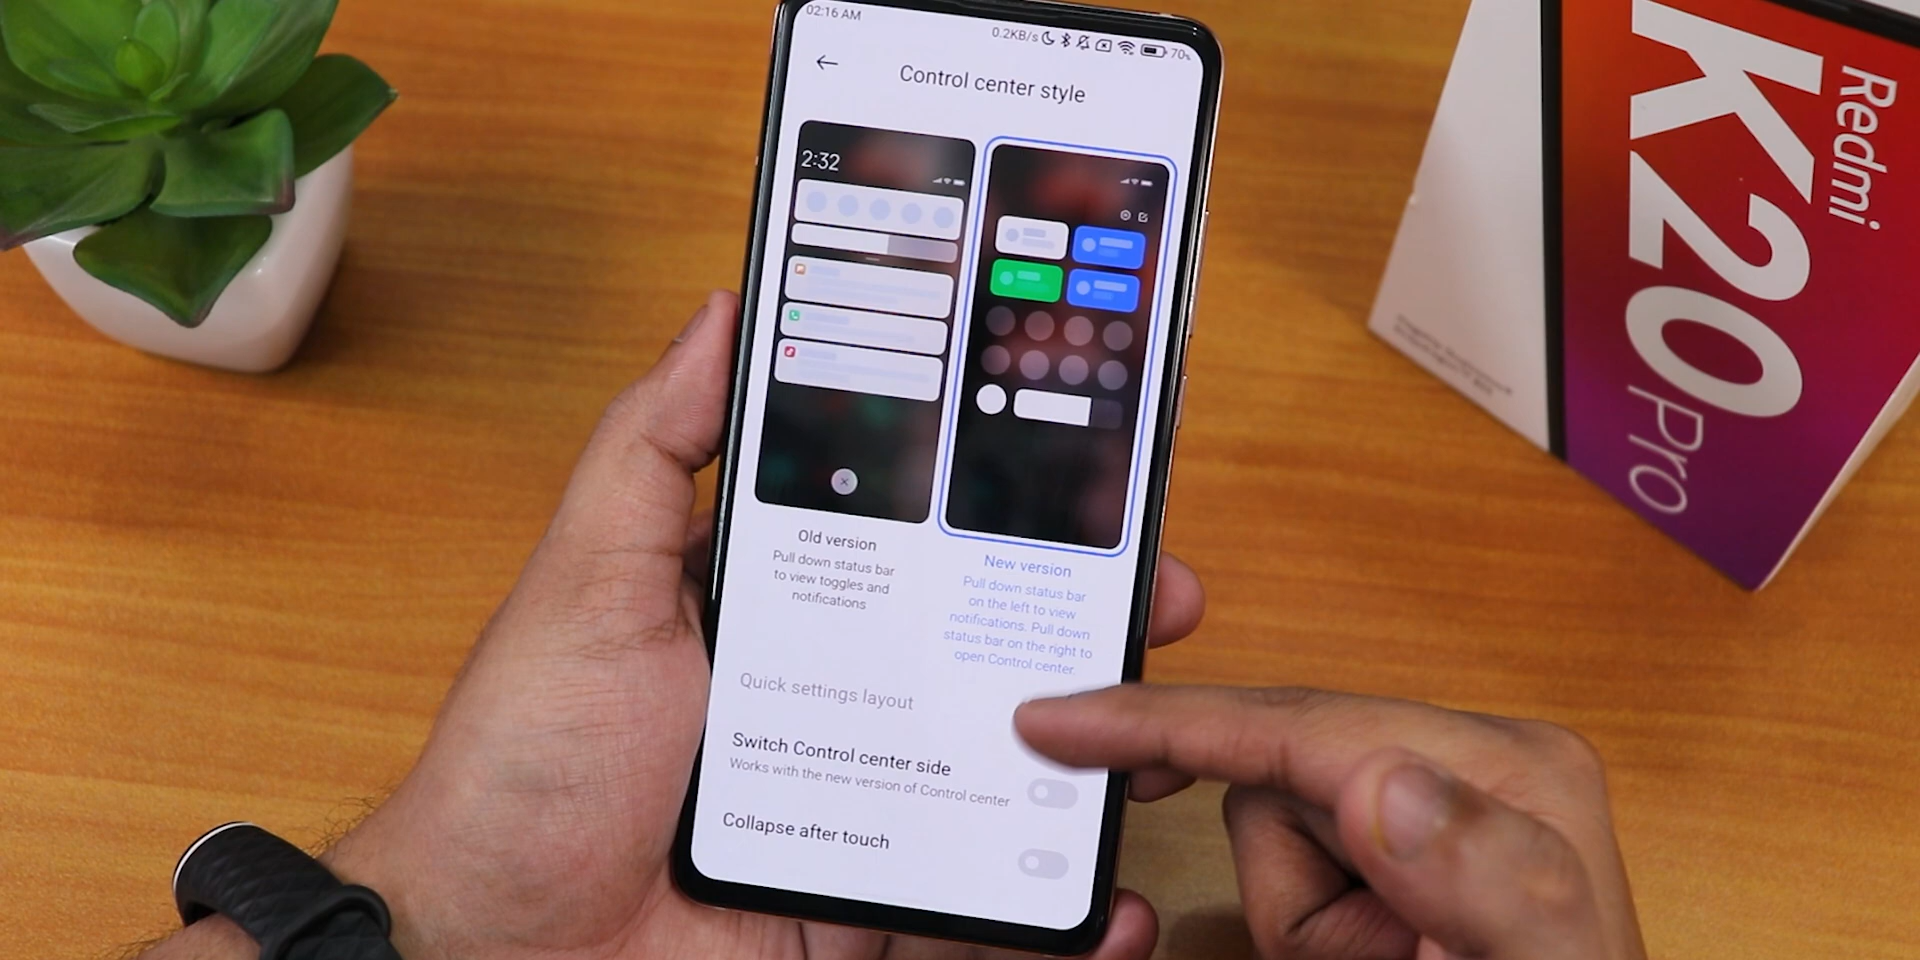 02:16 AM
0.2KB/s
70%
Control center style
2:32
Old version
Pull down status bar
to view toggles and
notifications
New version
Pull down status bar
on the left to view
notifications. Pull down
status bar on the right to
open Control center.
Quick settings layout
Switch Control center side
Works with the new version of Control center
Collapse after touch
Redmi
K20
Pro